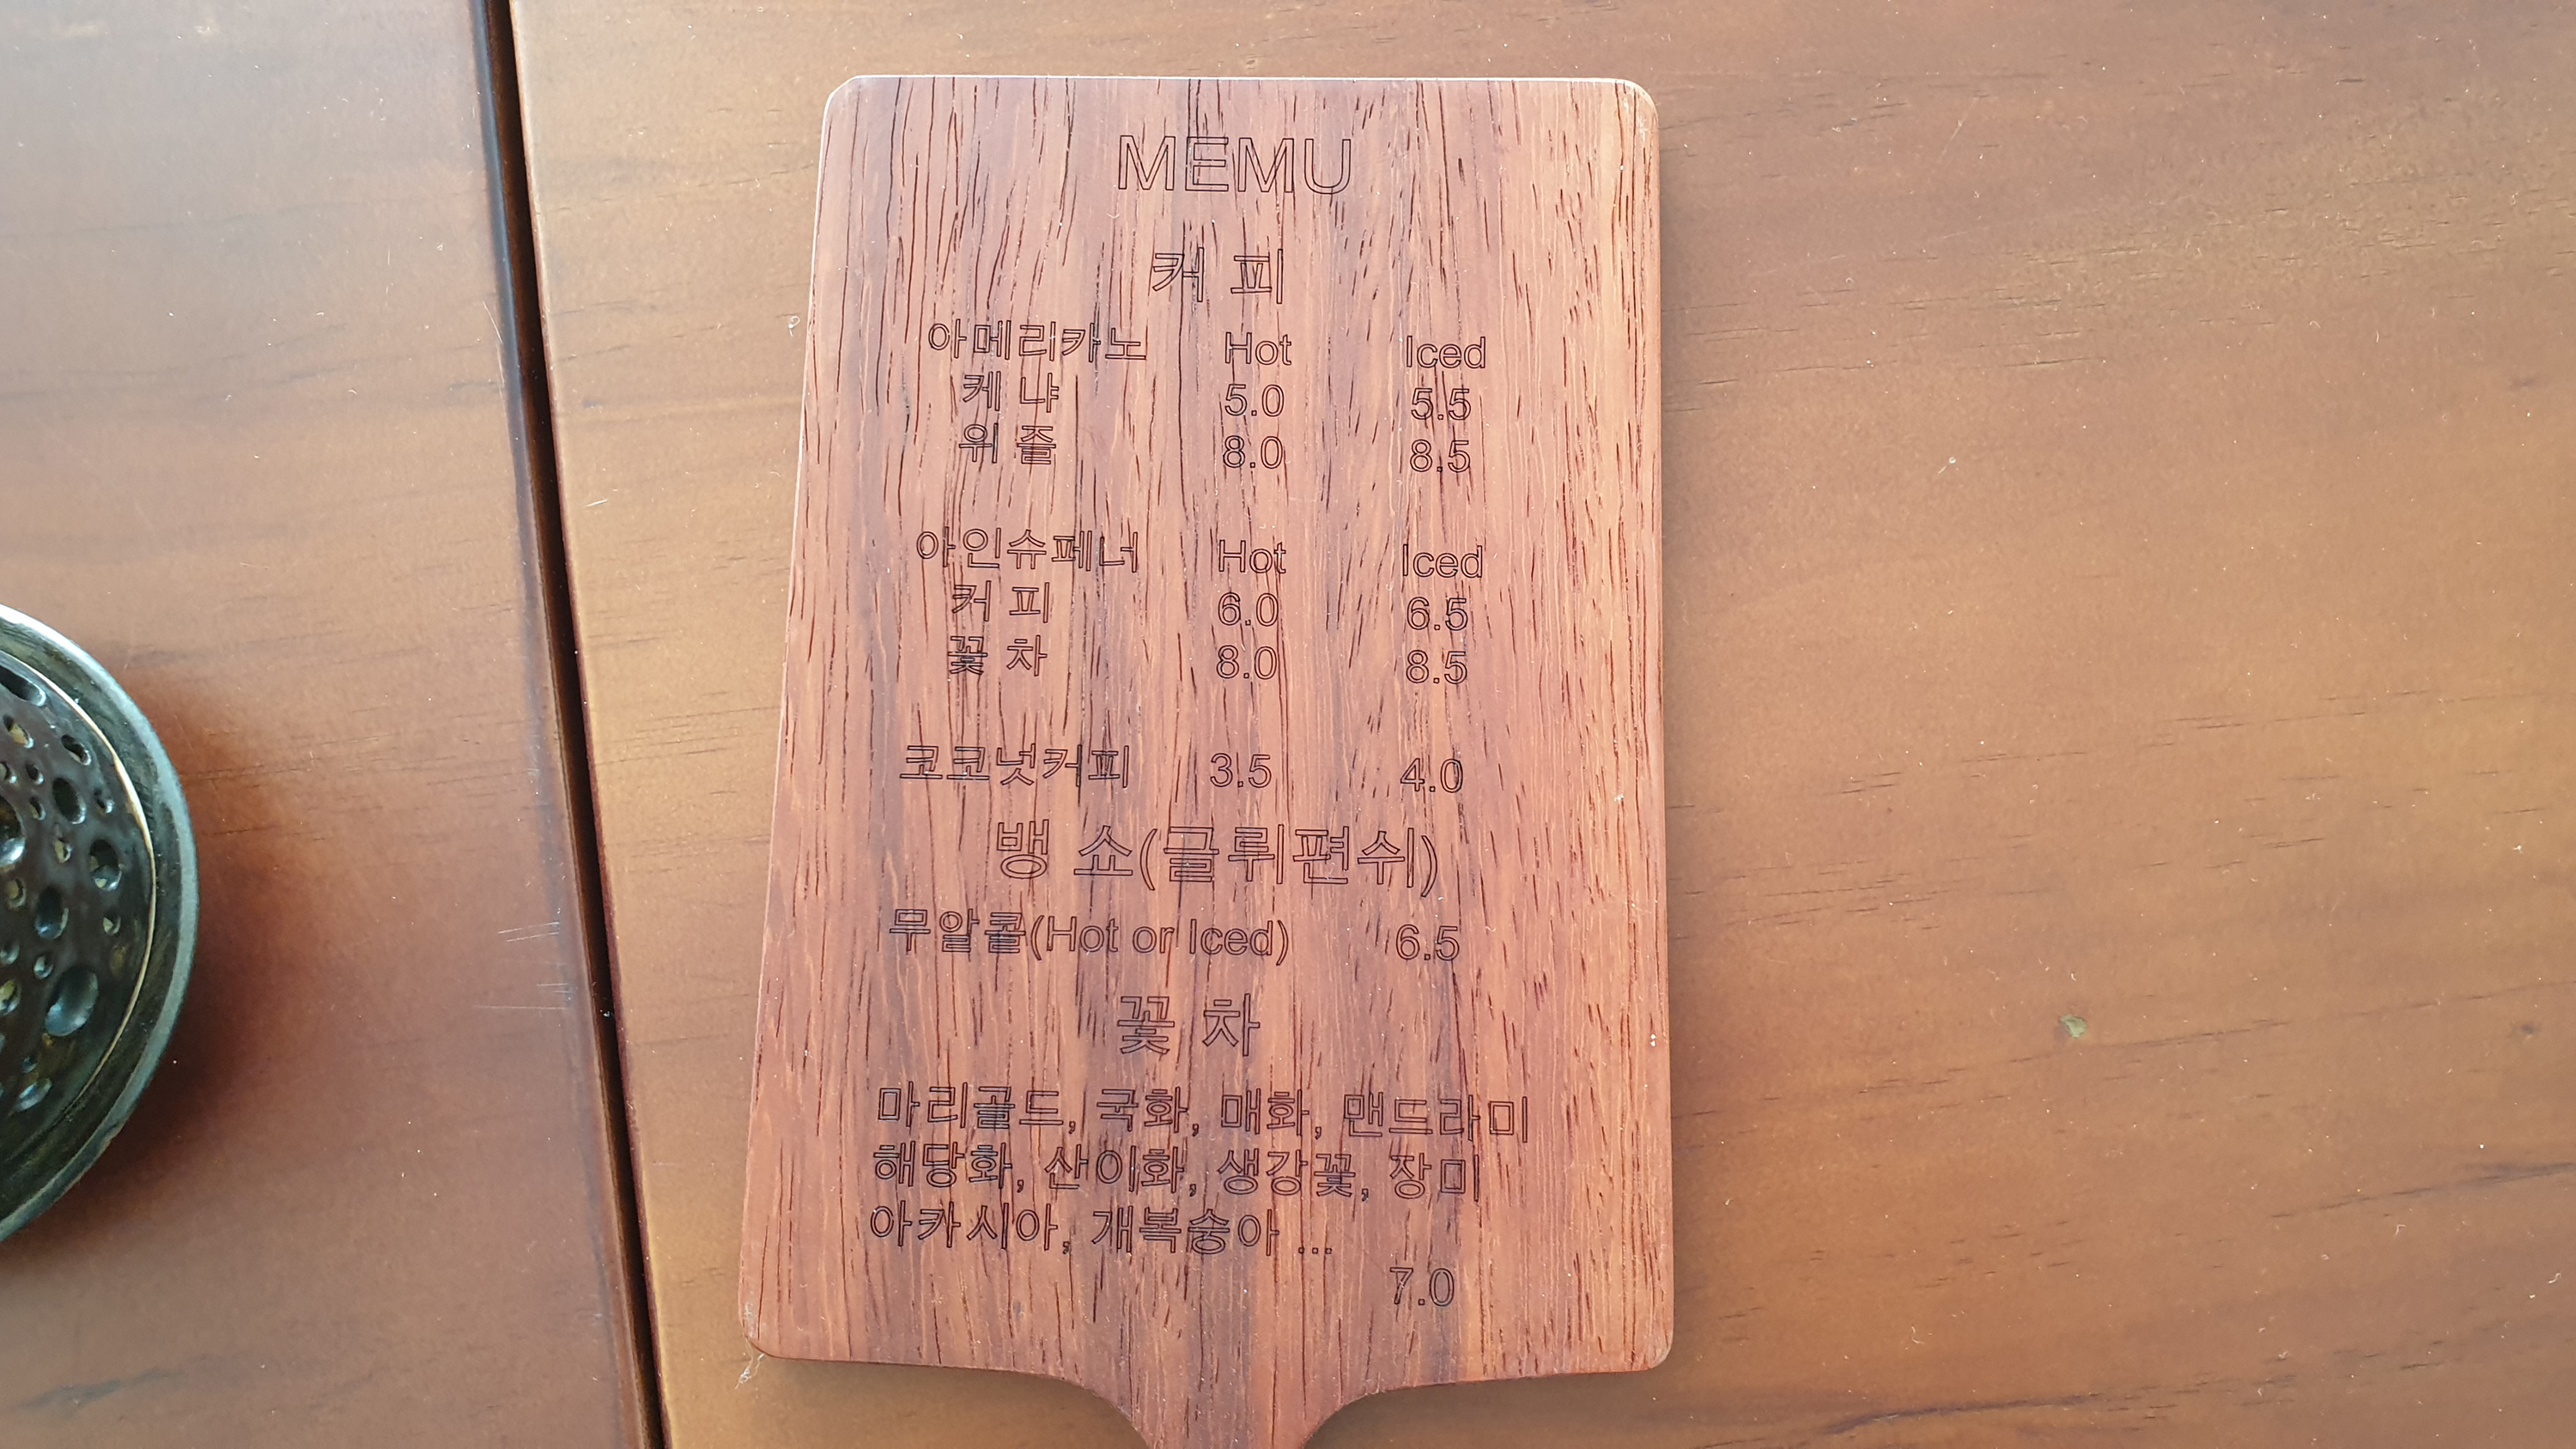 MEMU
커 피
아메리카노 Hot Iced
케 냐 5.0 5.5
위 즐 8.0 8.5
아인슈페너 Hot Iced
커 피 6.0 6.5
꽃 차 8.0 8.5
코코넛커피 3.5 4.0
뱅 쇼(글뤼편쉬)
무알콜(Hot or Iced) 6.5
꽃 차
마리골드, 국화, 매화, 맨드라미
해당화, 산이화, 생강꽃, 장미
아카시아, 개복숭아 ...
7.0